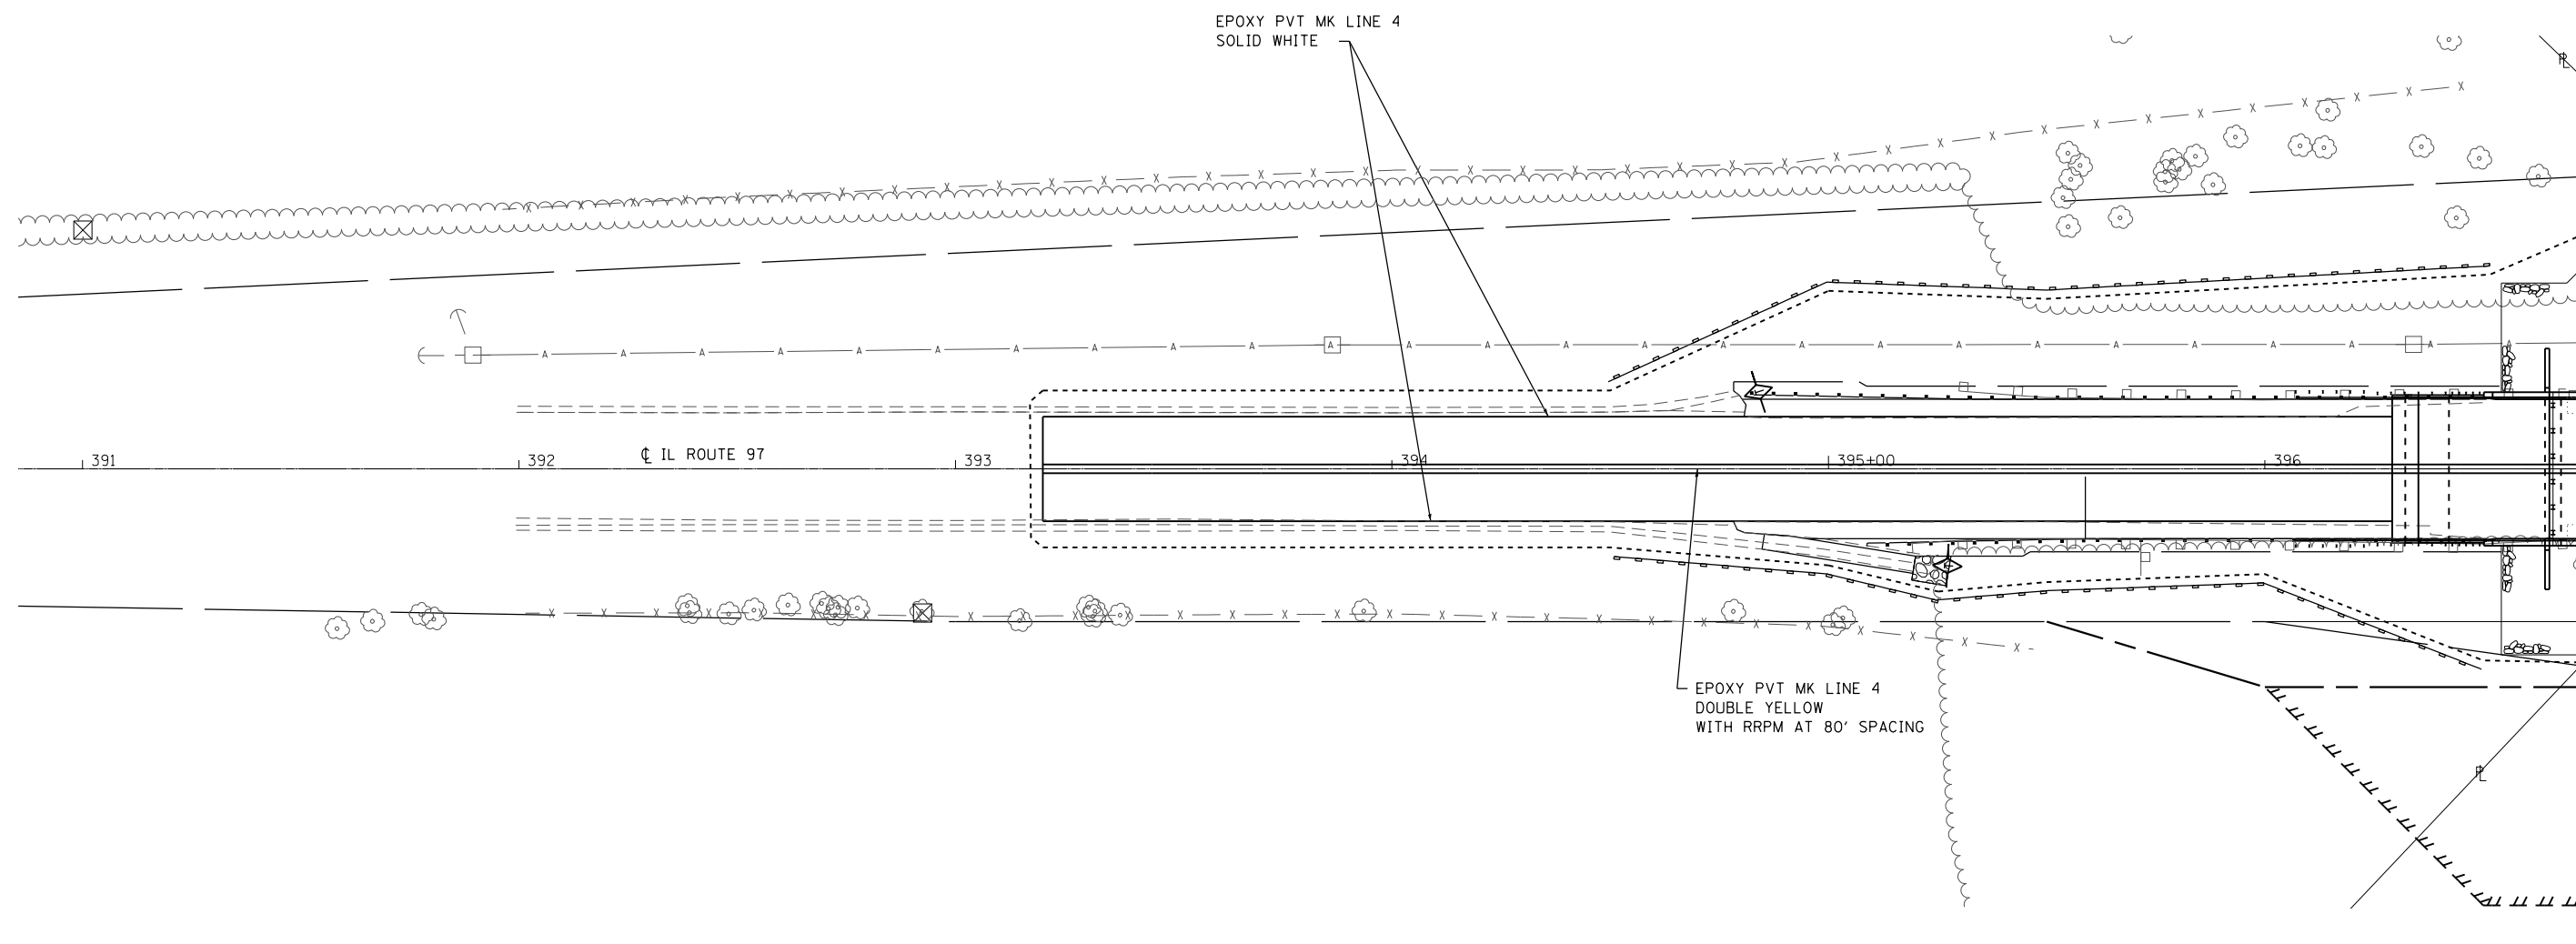 EPOXY PVT MK LINE 4
SOLID WHITE
℄ IL ROUTE 97
391
392
393
394
395+00
396
EPOXY PVT MK LINE 4
DOUBLE YELLOW
WITH RRPM AT 80' SPACING